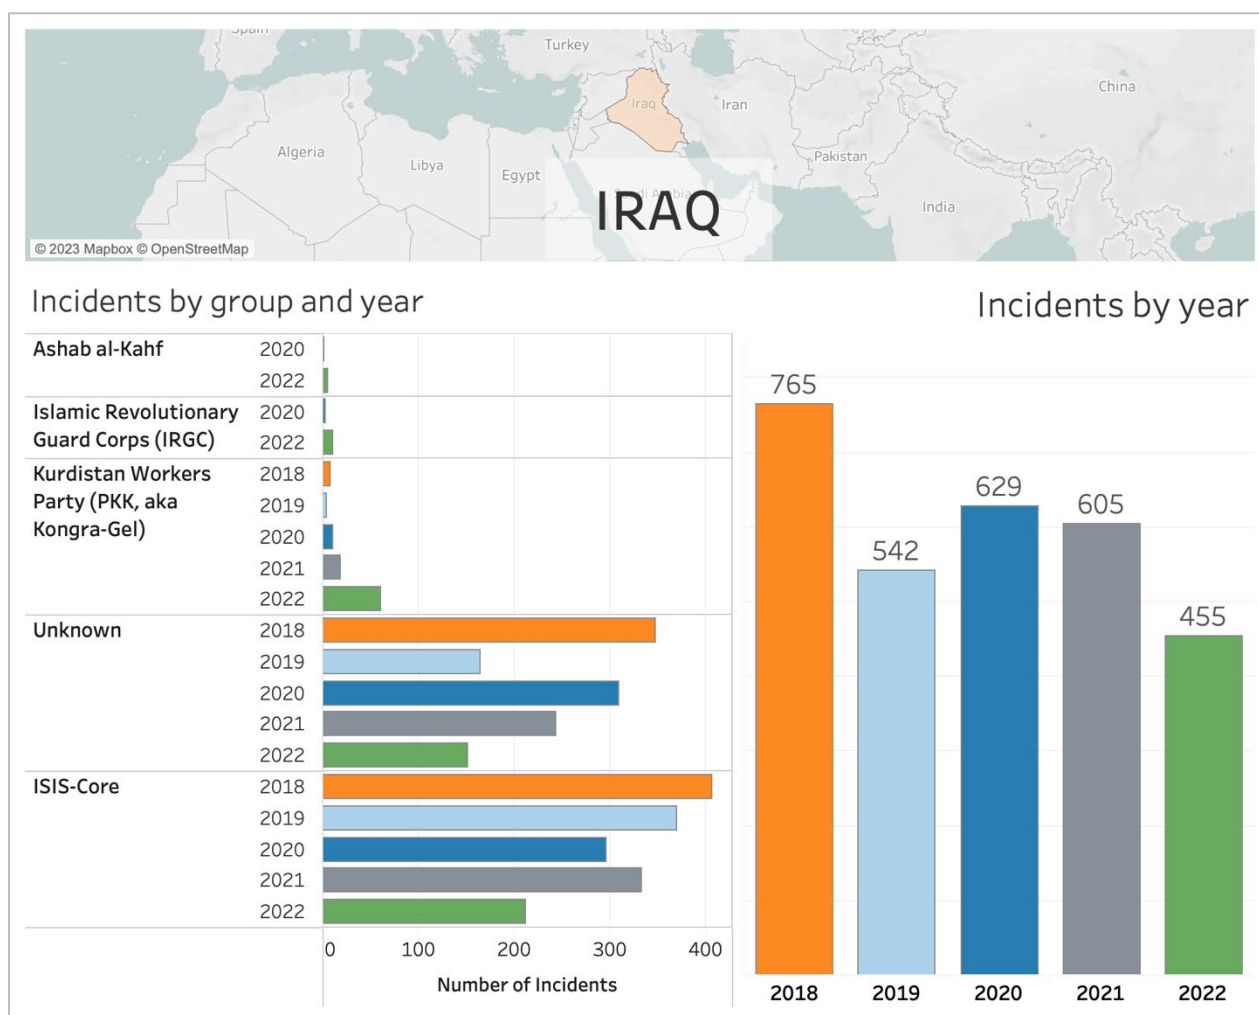 Spain
Turkey
China
Iraq
Iran
Algeria
Libya
Pakistan
Egypt
India
Saudi Arabia
IRAQ
© 2023 Mapbox © OpenStreetMap
Incidents by group and year
Ashab al-Kahf
2020
2022
Islamic Revolutionary
Guard Corps (IRGC)
2020
2022
Kurdistan Workers
Party (PKK, aka
Kongra-Gel)
2018
2019
2020
2021
2022
Unknown
2018
2019
2020
2021
2022
ISIS-Core
2018
2019
2020
2021
2022
0 100 200 300 400
Number of Incidents
Incidents by year
765
542
629
605
455
2018 2019 2020 2021 2022